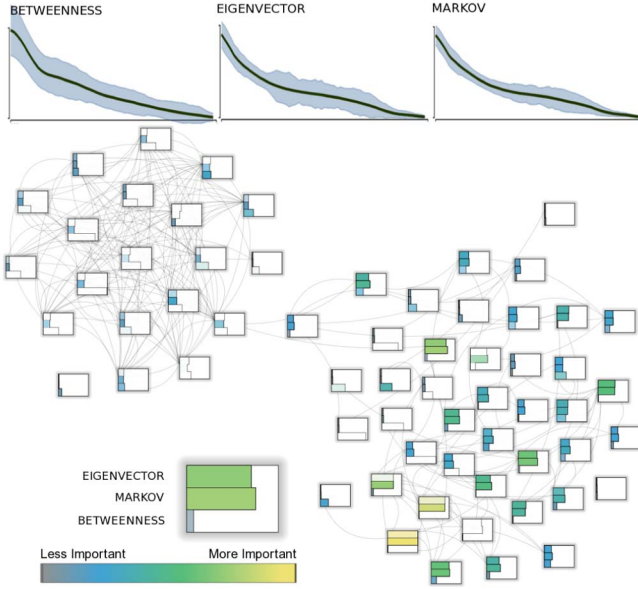 BETWEENNESS
EIGENVECTOR
MARKOV
EIGENVECTOR
MARKOV
BETWEENNESS
Less Important
More Important